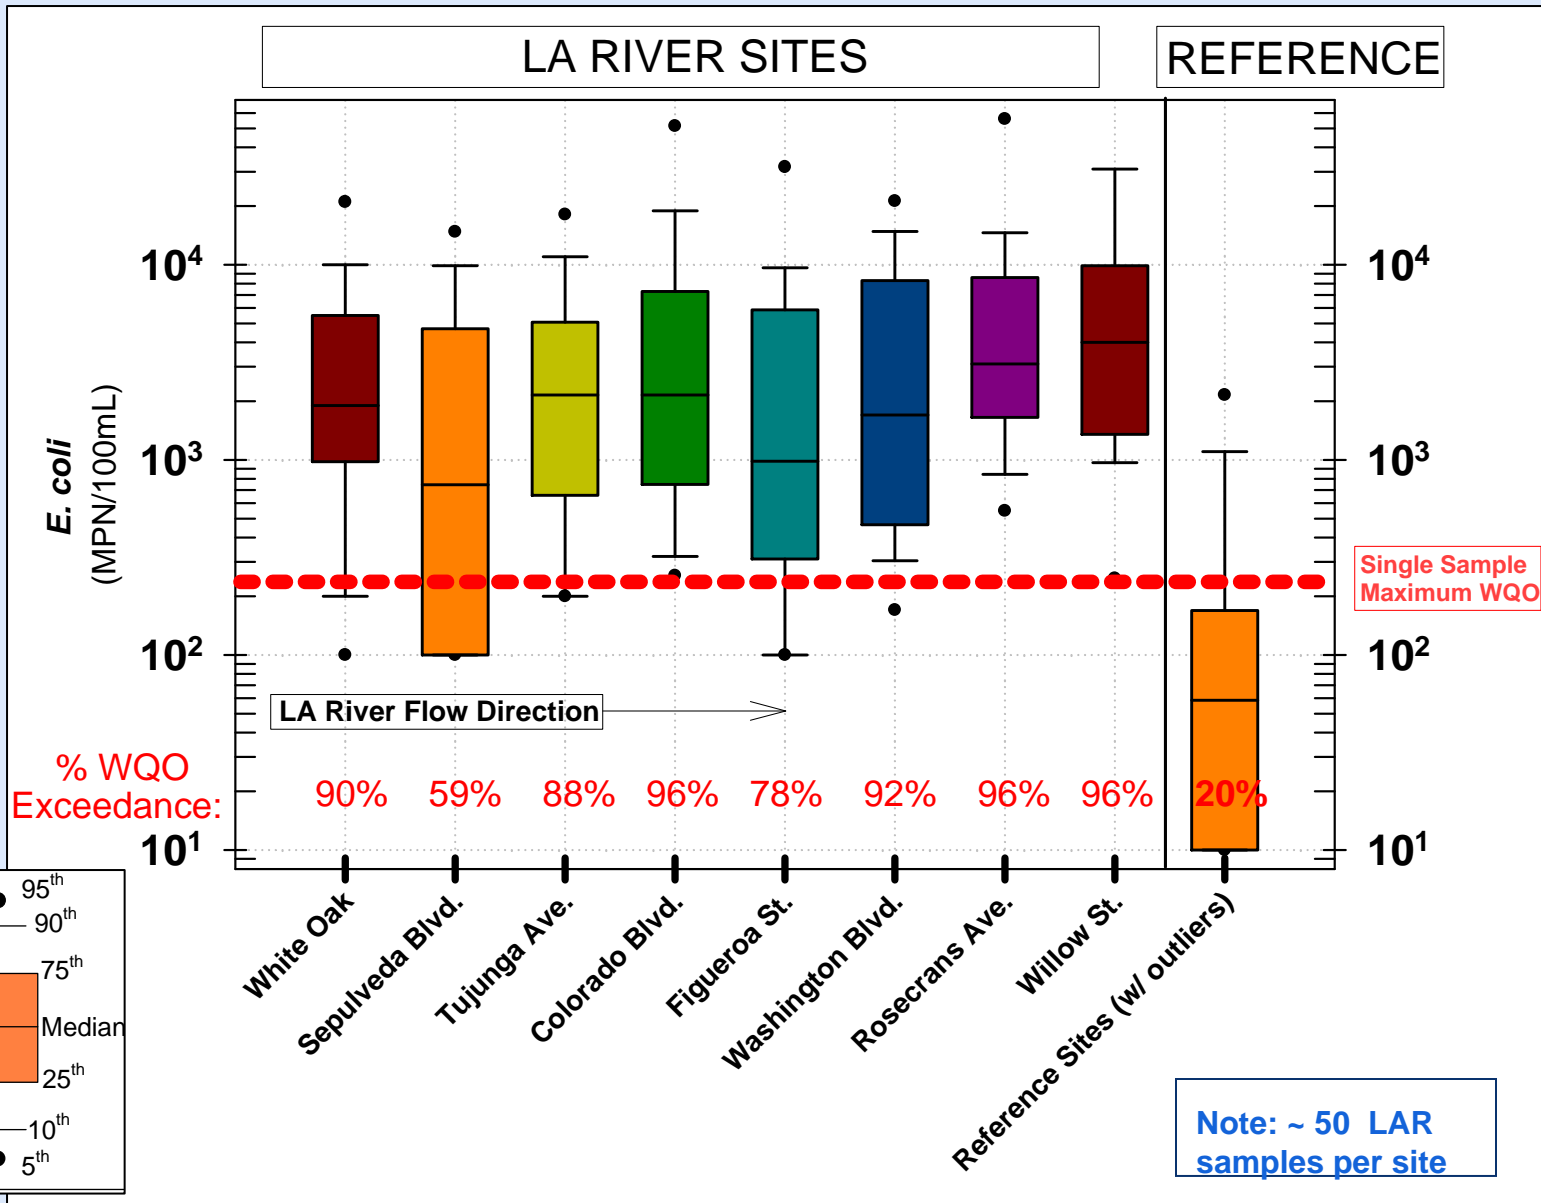 LA RIVER SITES
REFERENCE
10⁴
10⁴
10³
10³
10²
10²
10¹
10¹
E. coli
(MPN/100mL)
Single Sample
Maximum WQO
LA River Flow Direction
% WQO
Exceedance:
90% 59% 88% 96% 78% 92% 96% 96% 20%
White Oak
Sepulveda Blvd.
Tujunga Ave.
Colorado Blvd.
Figueroa St.
Washington Blvd.
Rosecrans Ave.
Willow St.
Reference Sites (w/ outliers)
95th
90th
75th
Median
25th
10th
5th
Note: ~ 50 LAR
samples per site